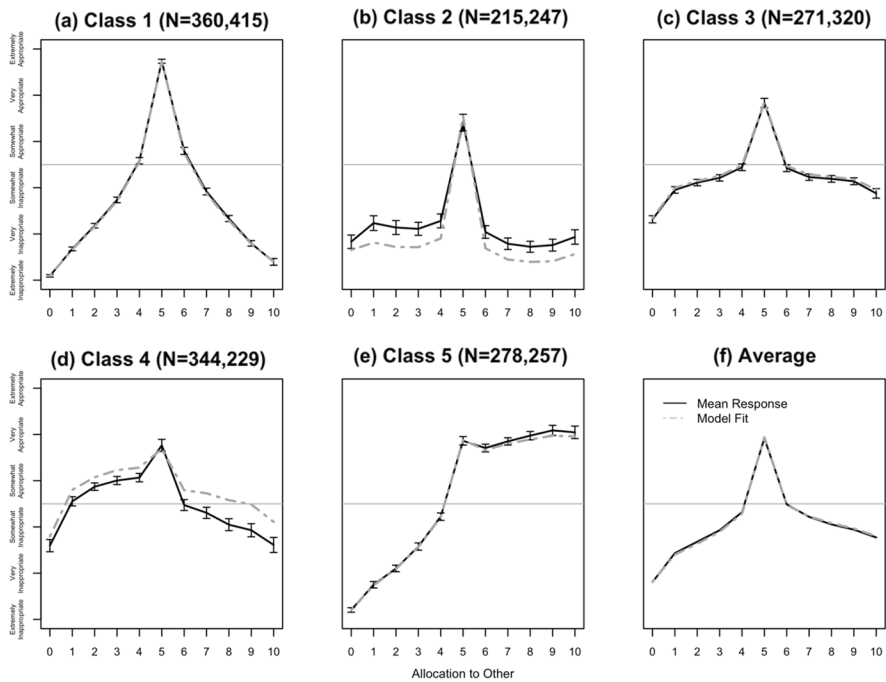 (a) Class 1 (N=360,415)
(b) Class 2 (N=215,247)
(c) Class 3 (N=271,320)
Extremely
Appropriate
Very
Appropriate
Somewhat
Appropriate
Somewhat
Inappropriate
Very
Inappropriate
Extremely
Inappropriate
0 1 2 3 4 5 6 7 8 9 10
0 1 2 3 4 5 6 7 8 9 10
0 1 2 3 4 5 6 7 8 9 10
(d) Class 4 (N=344,229)
(e) Class 5 (N=278,257)
(f) Average
Extremely
Appropriate
Very
Appropriate
Somewhat
Appropriate
Somewhat
Inappropriate
Very
Inappropriate
Extremely
Inappropriate
Mean Response
Model Fit
0 1 2 3 4 5 6 7 8 9 10
0 1 2 3 4 5 6 7 8 9 10
0 1 2 3 4 5 6 7 8 9 10
Allocation to Other